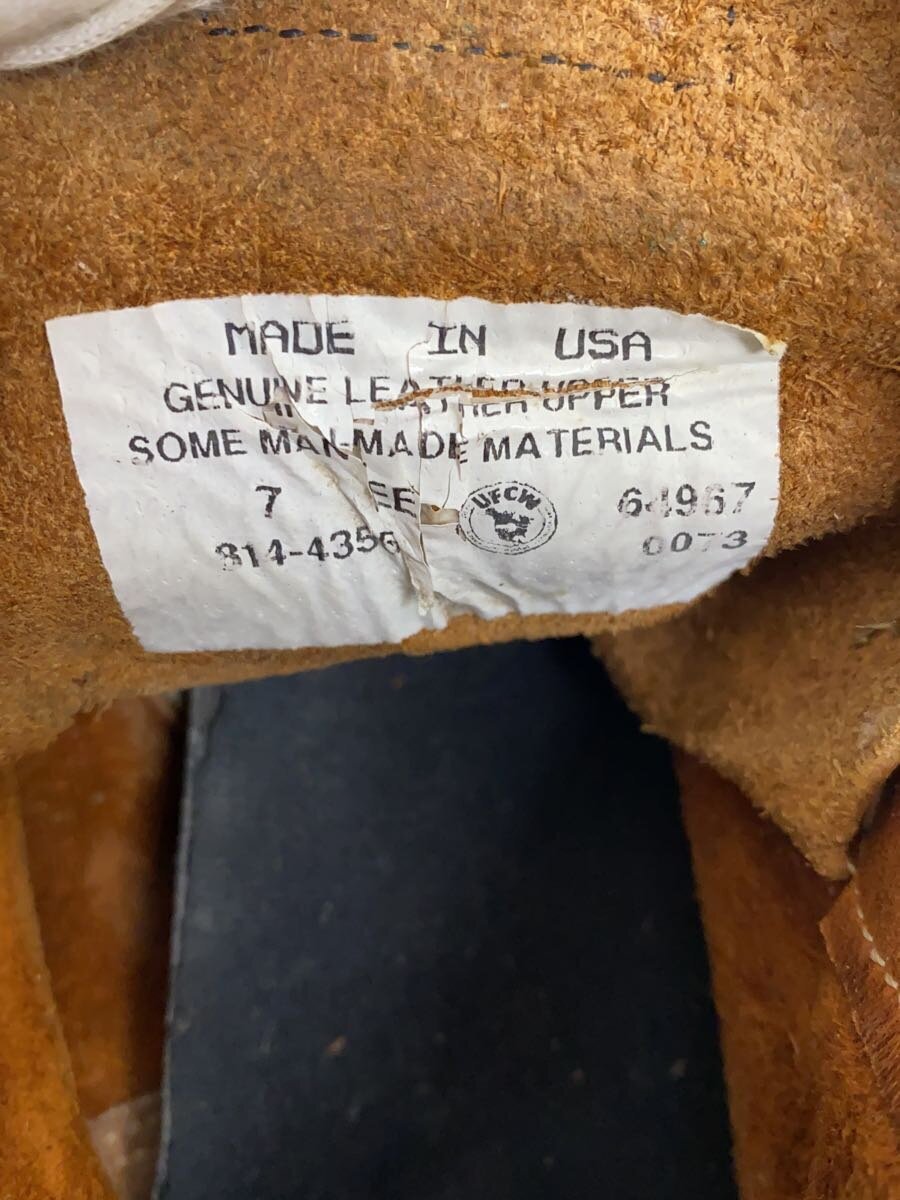 MADE IN USA
GENUINE LEATHER UPPER
SOME MAN-MADE MATERIALS
7 EE UFCW 64967
814-4356 0073